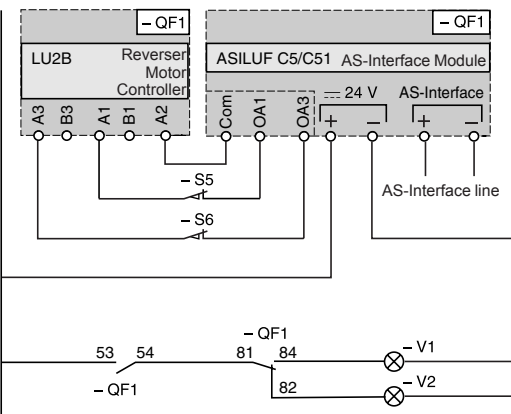 – QF1
– QF1
LU2B
Reverser
Motor
Controller
ASILUF C5/C51 AS-Interface Module
A3 B3 A1 B1 A2
Com OA1 OA3
24 V
AS-Interface
+ – + –
– S5
– S6
AS-Interface line
– QF1
53 54 81 84
– QF1
82
– V1
– V2